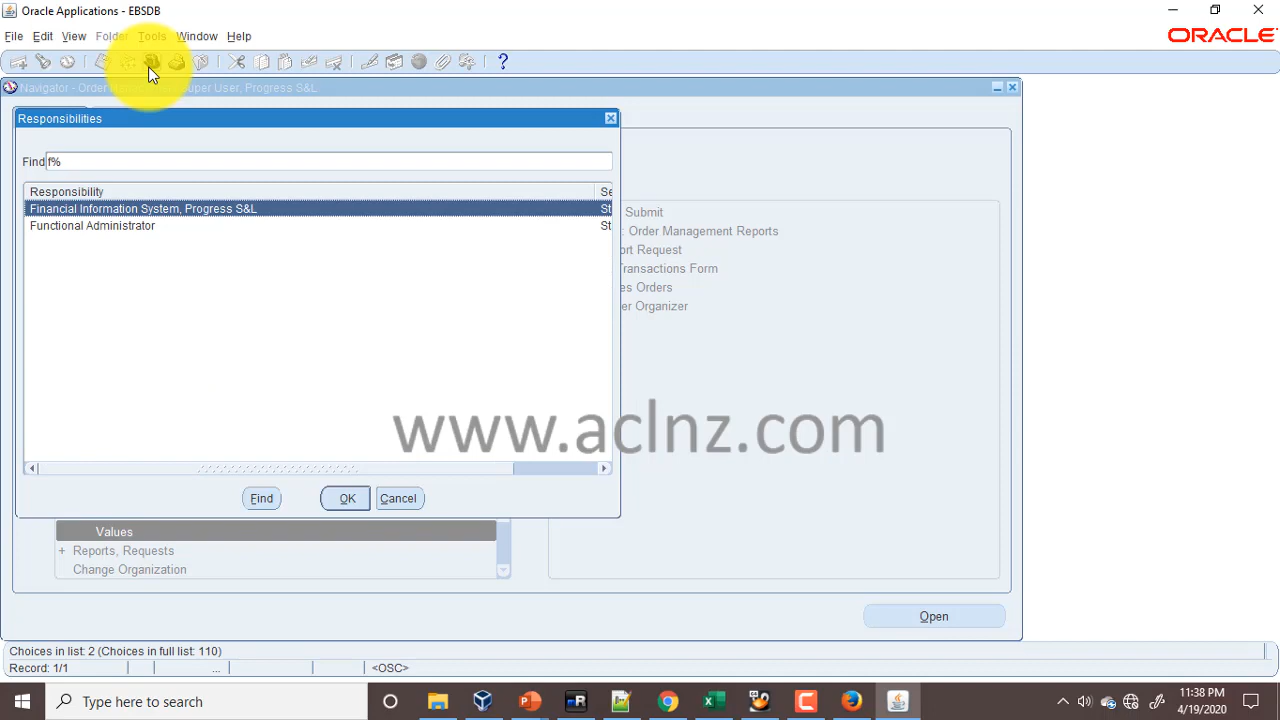 Oracle Applications - EBSDB
File Edit View Folder Tools Window Help
ORACLE
Navigator - Order uper User, Progress S&L
Responsibilities
Find f%
Responsibility Se
Financial Information System, Progress S&L St
Functional Administrator St
Submit
: Order Management Reports
ort Request
Transactions Form
es Orders
er Organizer
www.aclnz.com
Find OK Cancel
Values
+ Reports, Requests
Change Organization
Open
Choices in list: 2 (Choices in full list: 110)
Record: 1/1 ... <OSC>
Type here to search
11:38 PM
4/19/2020